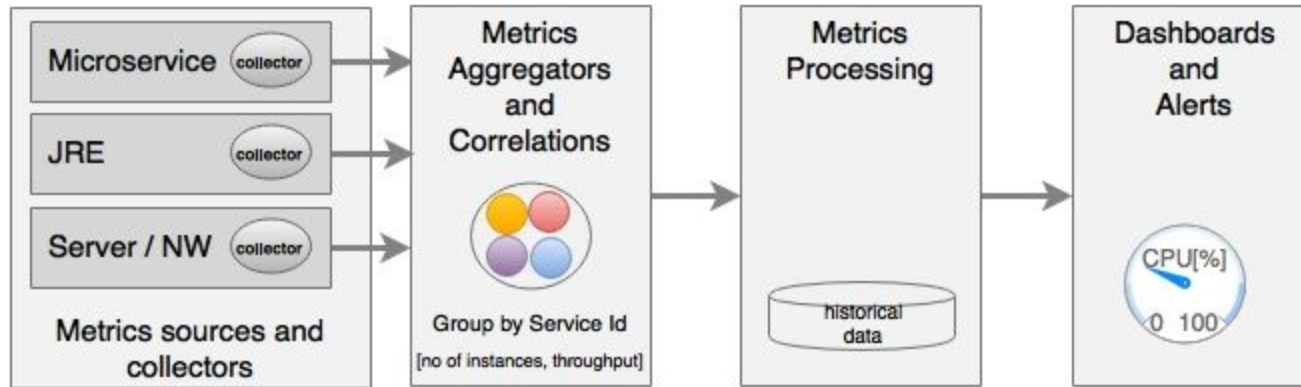 Microservice collector
JRE collector
Server / NW collector
Metrics sources and
collectors
Metrics
Aggregators
and
Correlations
Group by Service Id
[no of instances, throughput]
Metrics
Processing
historical
data
Dashboards
and
Alerts
CPU[%]
0 100